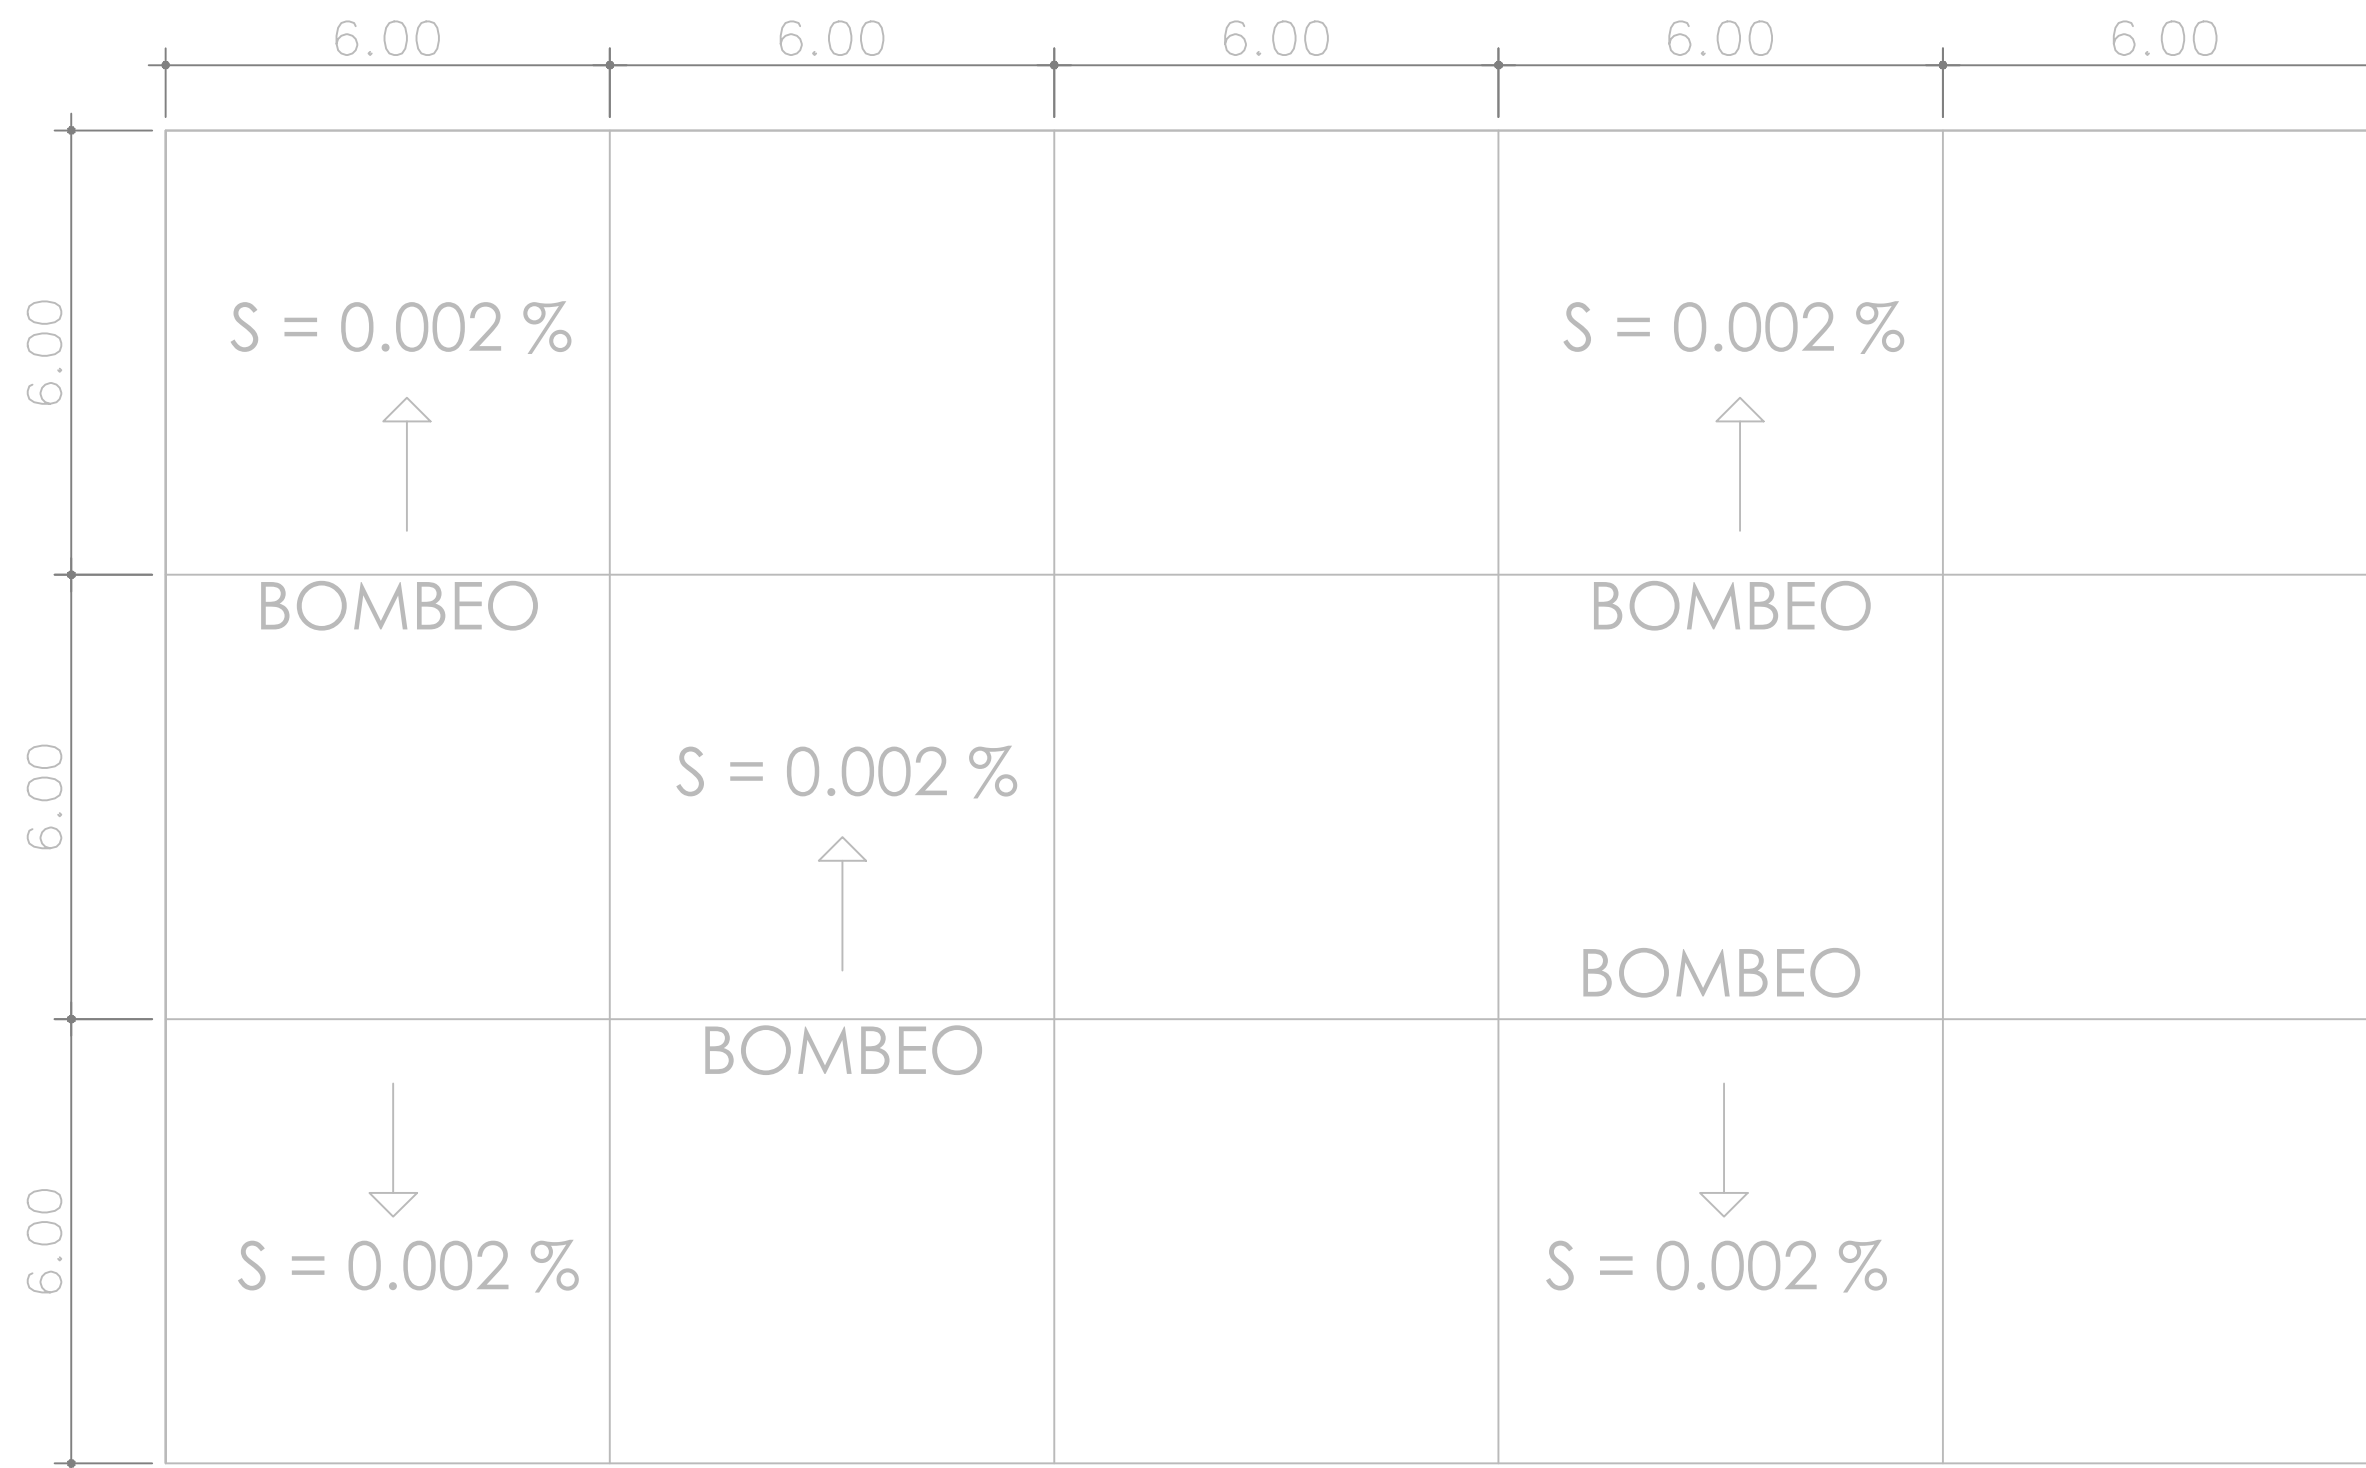 6.00 6.00 6.00 6.00 6.00
6.00
S = 0.002 % S = 0.002 %
BOMBEO BOMBEO
6.00
S = 0.002 %
BOMBEO
BOMBEO
6.00
S = 0.002 % S = 0.002 %